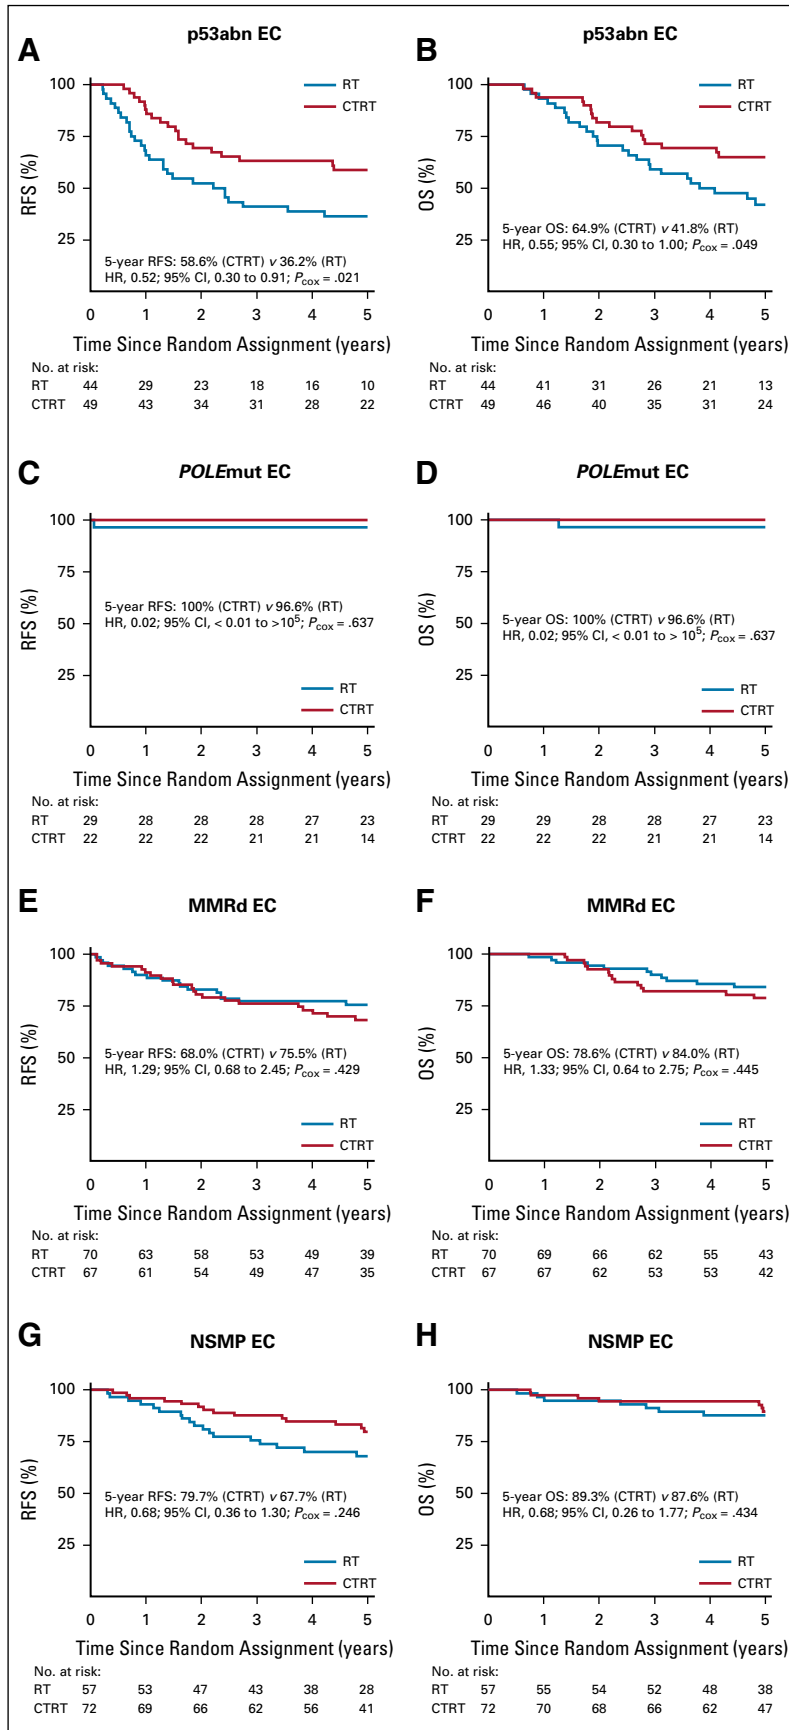 A
p53abn EC
RFS (%)
100
75
50
25
RT
CTRT
5-year RFS: 58.6% (CTRT) v 36.2% (RT)
HR, 0.52; 95% CI, 0.30 to 0.91; Pcox = .021
0 1 2 3 4 5
Time Since Random Assignment (years)
No. at risk:
RT 44 29 23 18 16 10
CTRT 49 43 34 31 28 22
B
p53abn EC
OS (%)
100
75
50
25
RT
CTRT
5-year OS: 64.9% (CTRT) v 41.8% (RT)
HR, 0.55; 95% CI, 0.30 to 1.00; Pcox = .049
0 1 2 3 4 5
Time Since Random Assignment (years)
No. at risk:
RT 44 41 31 26 21 13
CTRT 49 46 40 35 31 24
C
POLEmut EC
RFS (%)
100
75
50
25
5-year RFS: 100% (CTRT) v 96.6% (RT)
HR, 0.02; 95% CI, < 0.01 to >10⁵; Pcox = .637
RT
CTRT
0 1 2 3 4 5
Time Since Random Assignment (years)
No. at risk:
RT 29 28 28 28 27 23
CTRT 22 22 22 21 21 14
D
POLEmut EC
OS (%)
100
75
50
25
5-year OS: 100% (CTRT) v 96.6% (RT)
HR, 0.02; 95% CI, < 0.01 to > 10⁵; Pcox = .637
RT
CTRT
0 1 2 3 4 5
Time Since Random Assignment (years)
No. at risk:
RT 29 29 28 28 27 23
CTRT 22 22 22 21 21 14
E
MMRd EC
RFS (%)
100
75
50
25
5-year RFS: 68.0% (CTRT) v 75.5% (RT)
HR, 1.29; 95% CI, 0.68 to 2.45; Pcox = .429
RT
CTRT
0 1 2 3 4 5
Time Since Random Assignment (years)
No. at risk:
RT 70 63 58 53 49 39
CTRT 67 61 54 49 47 35
F
MMRd EC
OS (%)
100
75
50
25
5-year OS: 78.6% (CTRT) v 84.0% (RT)
HR, 1.33; 95% CI, 0.64 to 2.75; Pcox = .445
RT
CTRT
0 1 2 3 4 5
Time Since Random Assignment (years)
No. at risk:
RT 70 69 66 62 55 43
CTRT 67 67 62 53 53 42
G
NSMP EC
RFS (%)
100
75
50
25
5-year RFS: 79.7% (CTRT) v 67.7% (RT)
HR, 0.68; 95% CI, 0.36 to 1.30; Pcox = .246
RT
CTRT
0 1 2 3 4 5
Time Since Random Assignment (years)
No. at risk:
RT 57 53 47 43 38 28
CTRT 72 69 66 62 56 41
H
NSMP EC
OS (%)
100
75
50
25
5-year OS: 89.3% (CTRT) v 87.6% (RT)
HR, 0.68; 95% CI, 0.26 to 1.77; Pcox = .434
RT
CTRT
0 1 2 3 4 5
Time Since Random Assignment (years)
No. at risk:
RT 57 55 54 52 48 38
CTRT 72 70 68 66 62 47